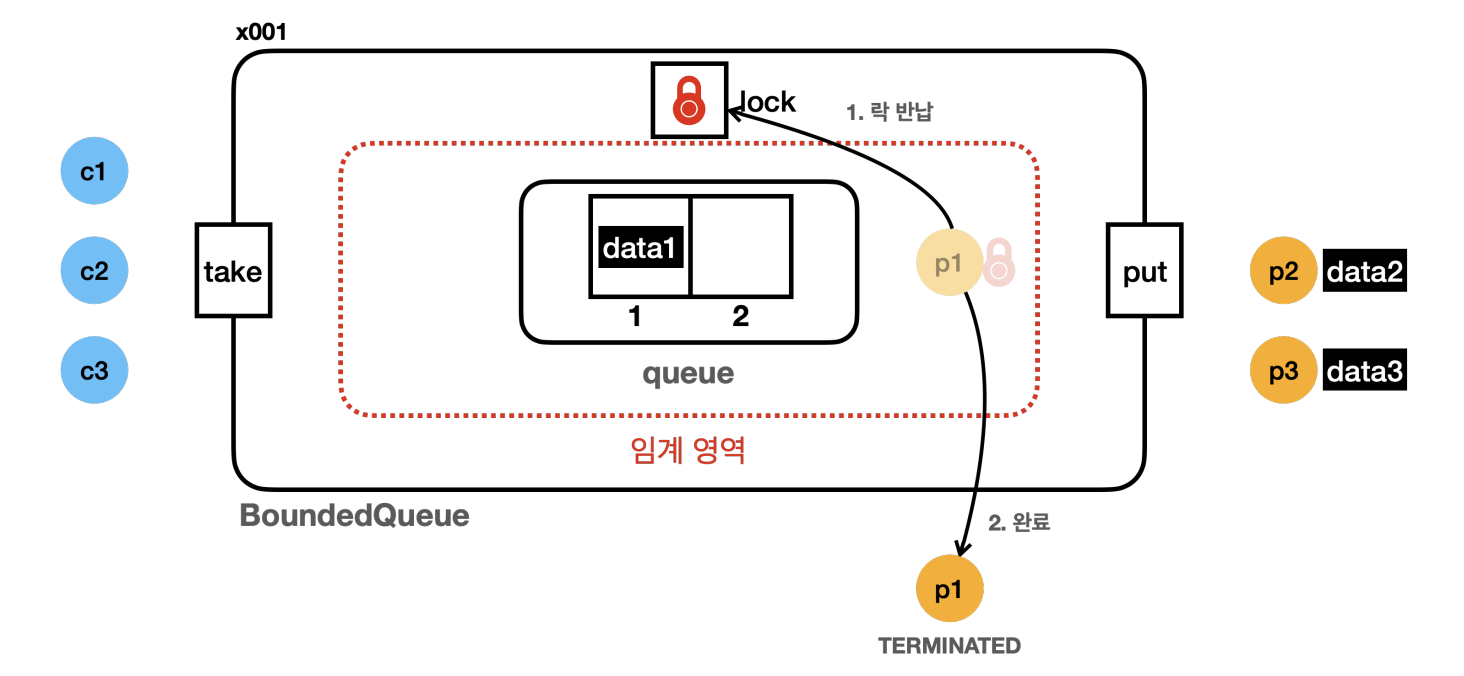 x001
lock
1. 락 반납
c1
c2
c3
take
data1
1
2
queue
p1
put
p2
data2
p3
data3
임계 영역
BoundedQueue
2. 완료
p1
TERMINATED